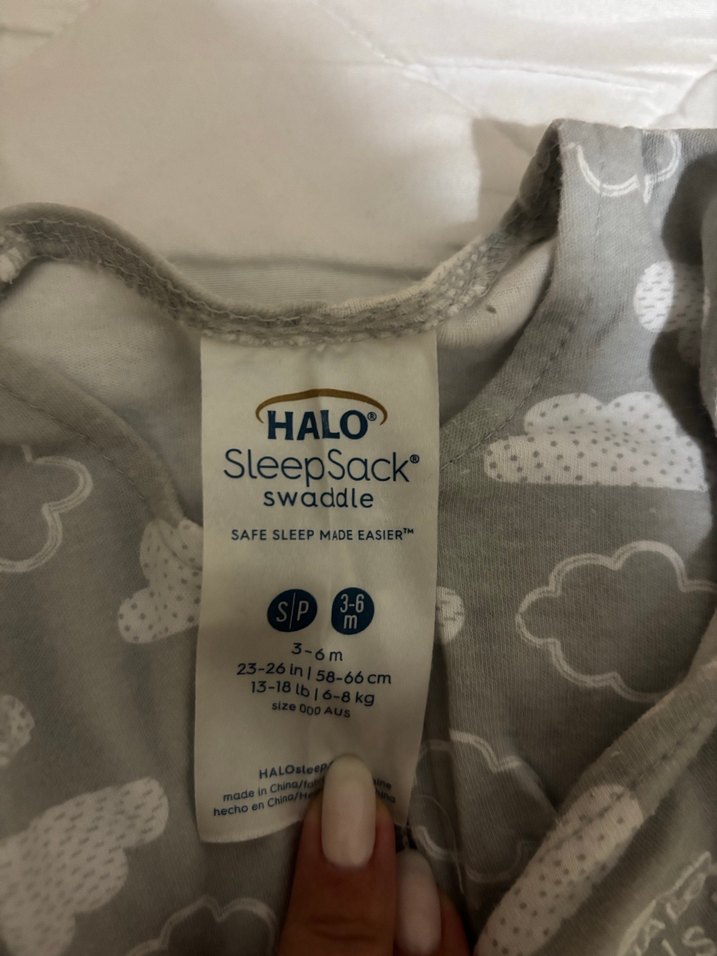 HALO®
SleepSack®
swaddle
SAFE SLEEP MADE EASIER™
S/P 3-6 m
3-6 m
23-26 in | 58-66 cm
13-18 lb | 6-8 kg
size 000 AUS
made in China
hecho en China
HALO